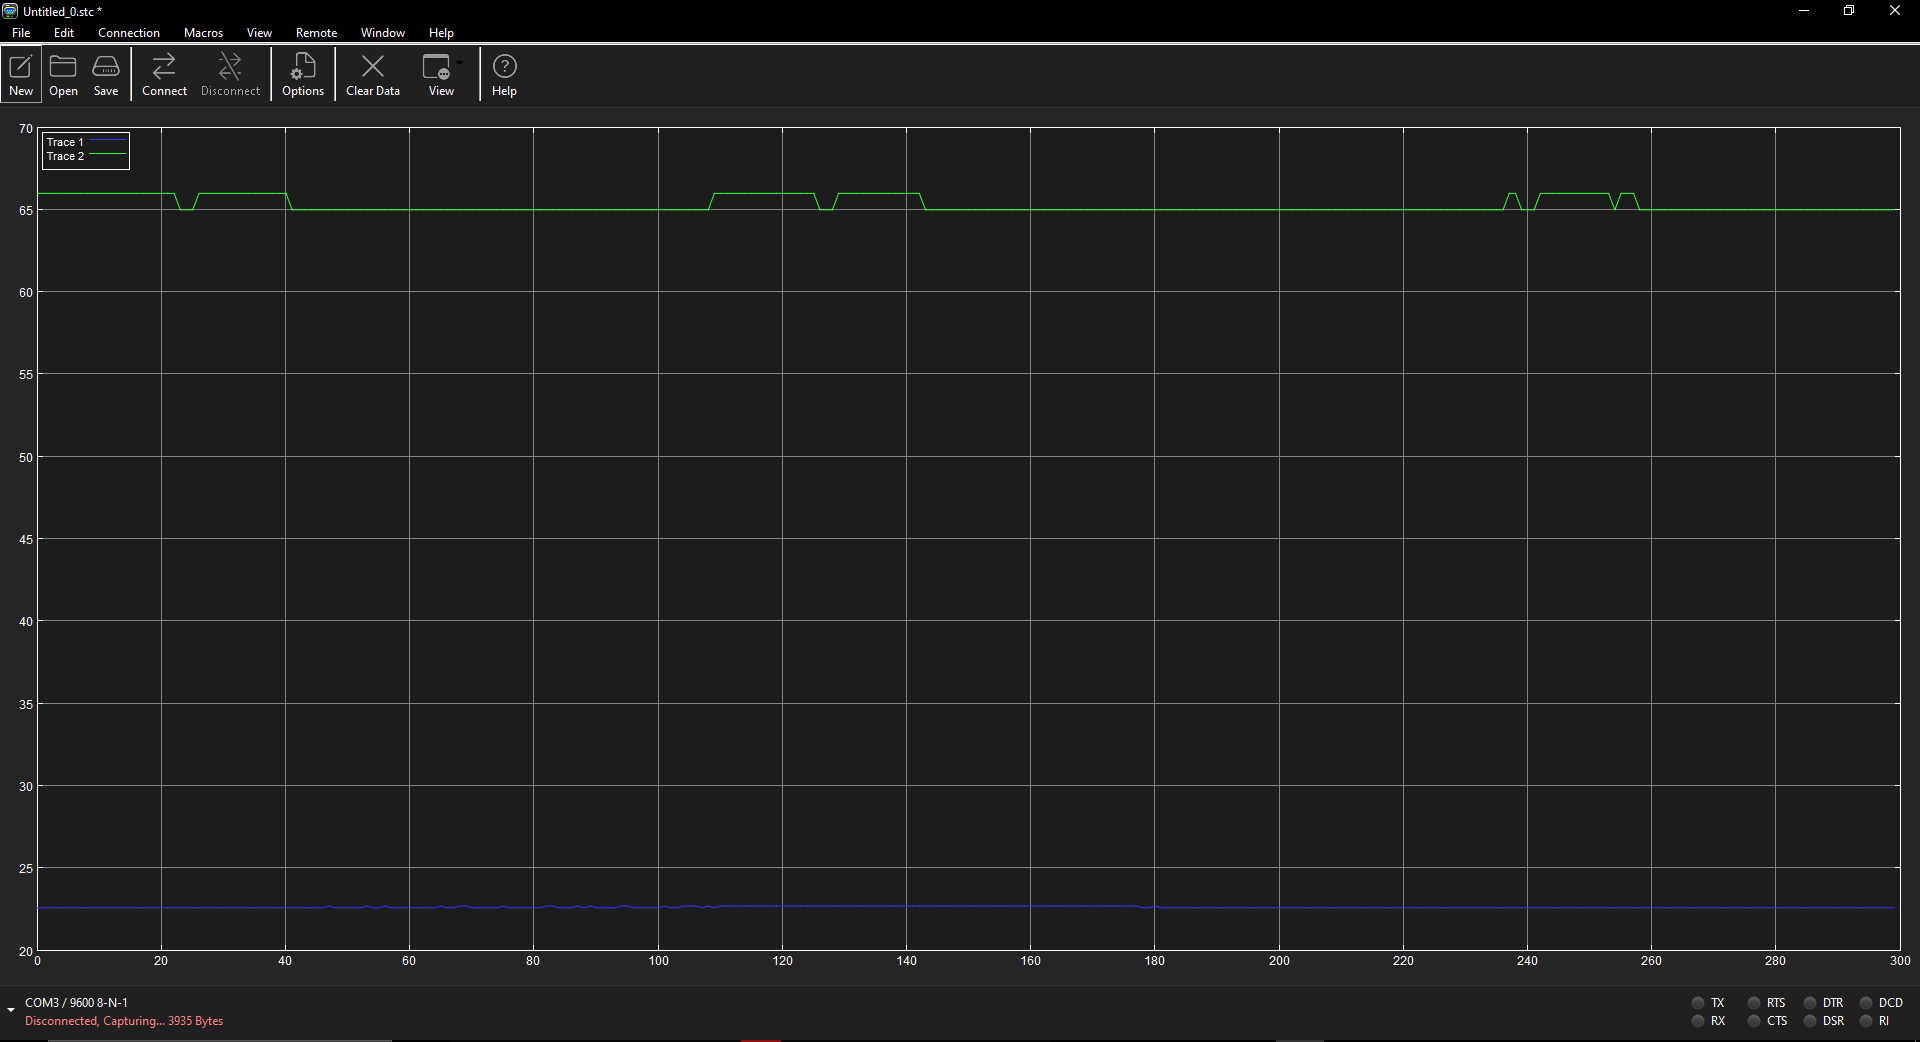 Untitled_0.stc *
File Edit Connection Macros View Window Remote Help
New Open Save Connect Disconnect Options Clear Data View Help
70
Trace 1
Trace 2
65
60
55
50
45
40
35
30
25
20
0 20 40 60 80 100 120 140 160 180 200 220 240 260 280 300
COM3 / 9600 8-N-1
Disconnected, Capturing... 3935 Bytes
TX RTS DTR DCD
RX CTS DSR RI